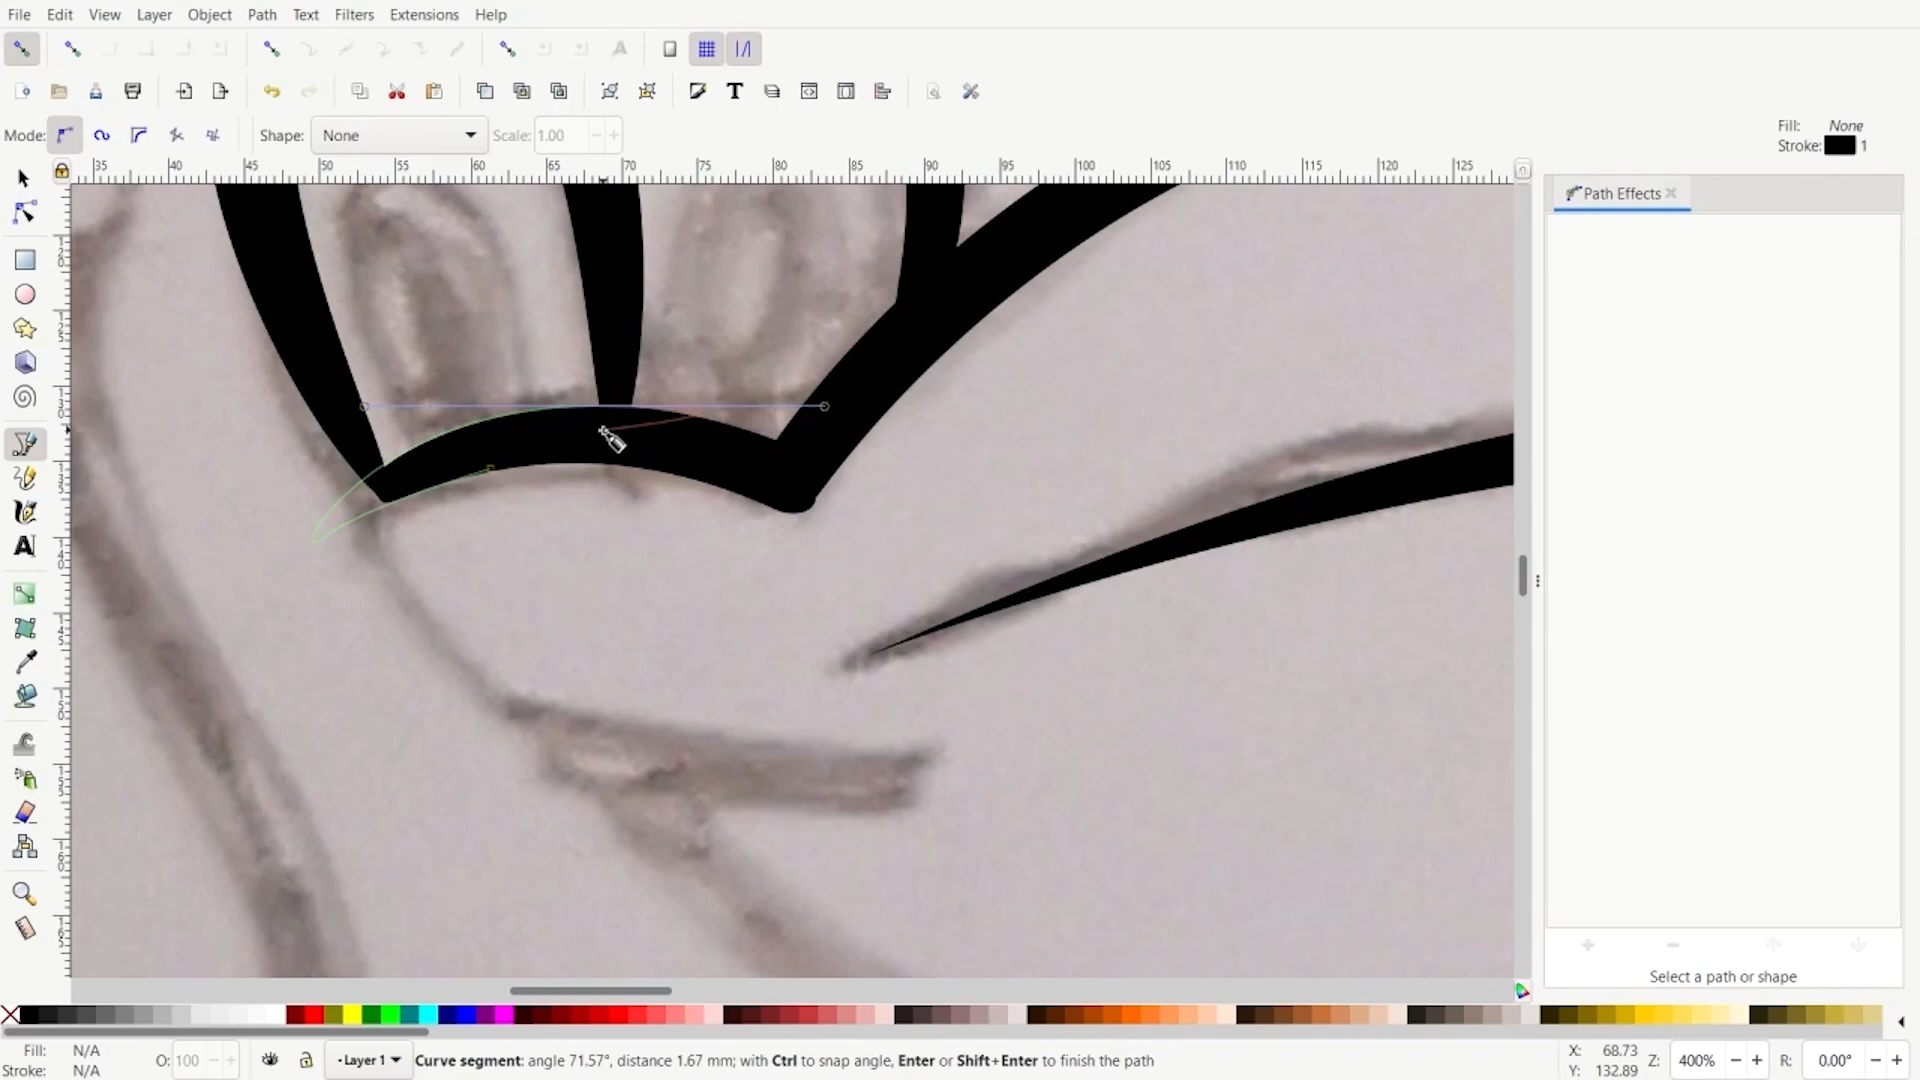 File Edit View Layer Object Path Text Filters Extensions Help
Mode: Shape: None Scale: 1.00
Fill: None
Stroke: 1
35 40 45 50 55 60 65 70 75 80 85 90 95 100 105 110 115 120 125
Path Effects
Select a path or shape
Fill: N/A
Stroke: N/A
O: 100
Layer 1
Curve segment: angle 71.57°, distance 1.67 mm; with Ctrl to snap angle, Enter or Shift+Enter to finish the path
X: 68.73
Y: 132.89
Z: 400%
R: 0.00°